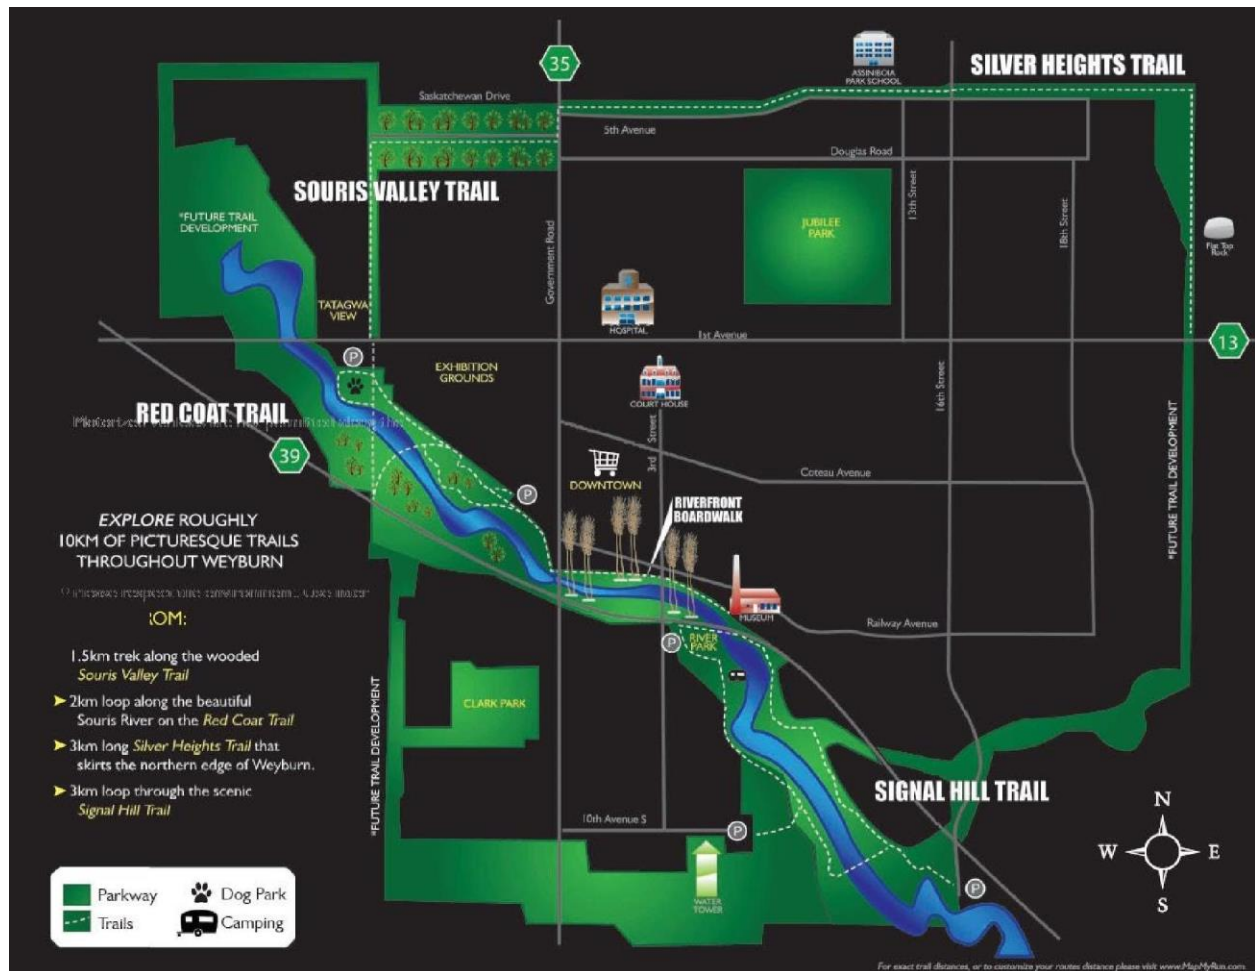 35
SILVER HEIGHTS TRAIL
ASSINIBOIA
PARK SCHOOL
Saskatchewan Drive
5th Avenue
Douglas Road
SOURIS VALLEY TRAIL
13th Street
18th Street
*FUTURE TRAIL
DEVELOPMENT
JUBILEE
PARK
Flat Top
Rock
Government Road
TATAGWA
VIEW
HOSPITAL
1st Avenue
13
P
EXHIBITION
GROUNDS
COURT HOUSE
16th Street
RED COAT TRAIL
39
3rd Street
Coteau Avenue
DOWNTOWN
P
RIVERFRONT
BOARDWALK
*FUTURE TRAIL DEVELOPMENT
EXPLORE ROUGHLY
10KM OF PICTURESQUE TRAILS
THROUGHOUT WEYBURN
MUSEUM
Railway Avenue
P
RIVER
PARK
OM:
1.5km trek along the wooded
Souris Valley Trail
2km loop along the beautiful
Souris River on the Red Coat Trail
3km long Silver Heights Trail that
skirts the northern edge of Weyburn.
3km loop through the scenic
Signal Hill Trail
CLARK PARK
*FUTURE TRAIL DEVELOPMENT
SIGNAL HILL TRAIL
10th Avenue S
P
WATER
TOWER
P
N
W E
S
Parkway
Dog Park
Trails
Camping
For exact trail distances, or to customize your routes distance please visit www.MapMyRun.com